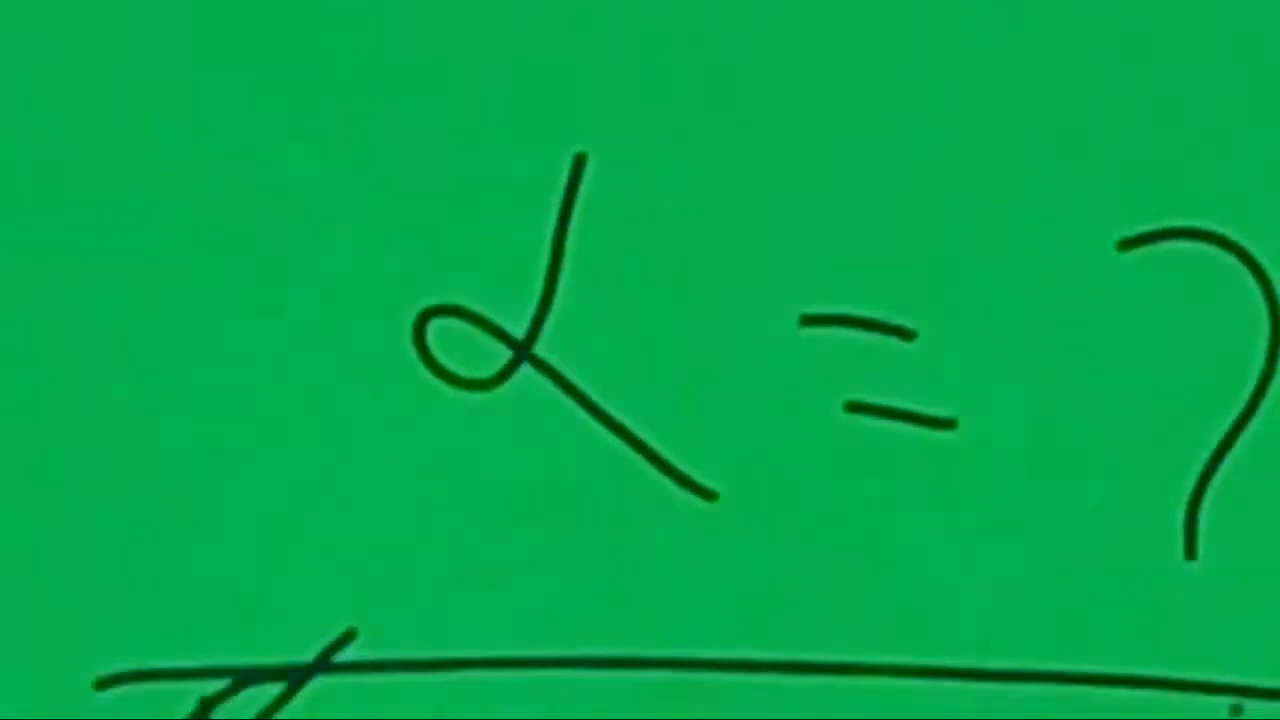 α = ?